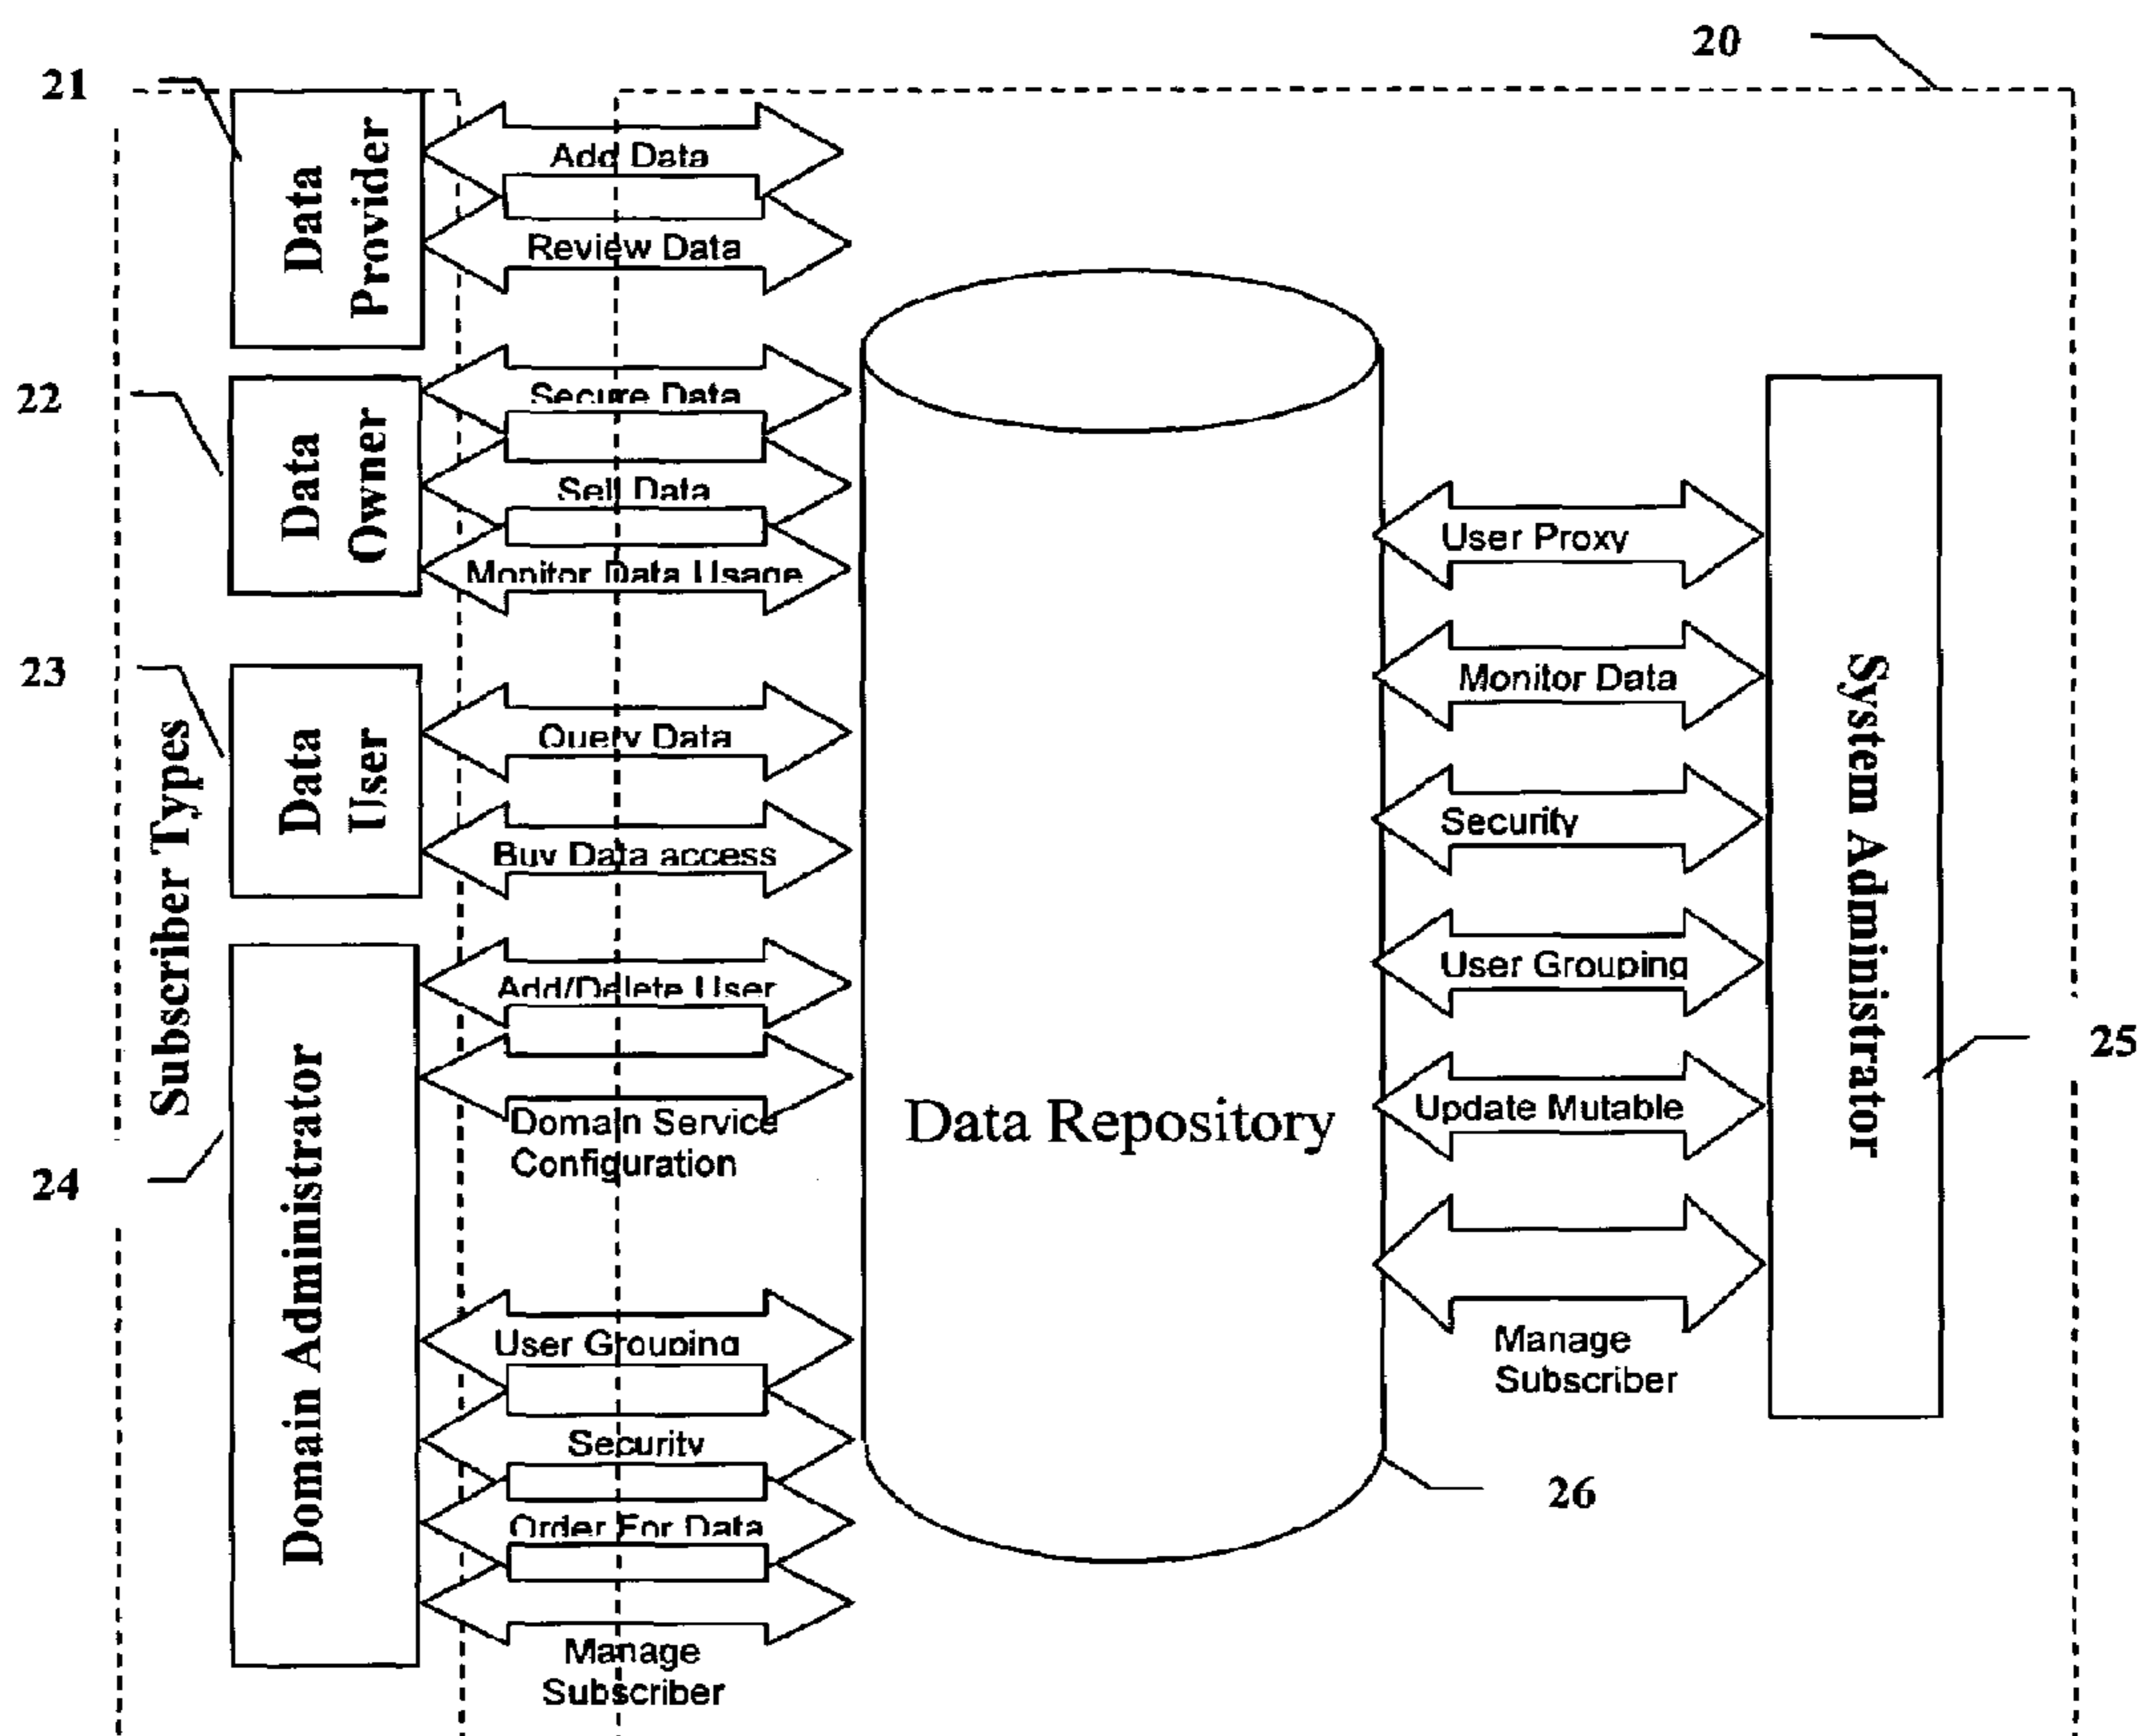 20
21
Data
Provider
Add Data
Review Data
22
Data
Owner
Secure Data
Sell Data
Monitor Data Usage
23
Data
User
Query Data
Buy Data access
Subscriber Types
24
Domain Administrator
Add/Delete User
Domain Service
Configuration
User Grouping
Security
Order For Data
Manage
Subscriber
Data Repository
26
User Proxy
Monitor Data
Security
User Grouping
Update Mutable
Manage
Subscriber
System Administrator
25